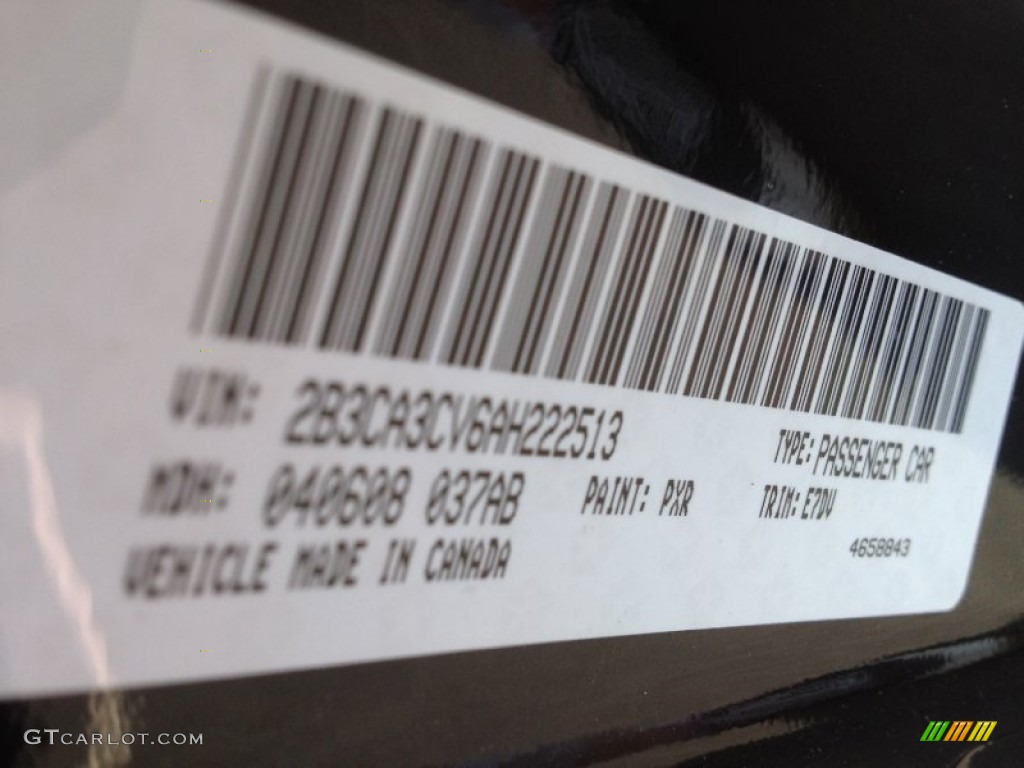 VIN: 2B3CA3CV6AH222513
TYPE: PASSENGER CAR
MDH: 040608 037AB
PAINT: PXR
TRIM: E7DV
VEHICLE MADE IN CANADA
4658843
GTCARLOT.COM